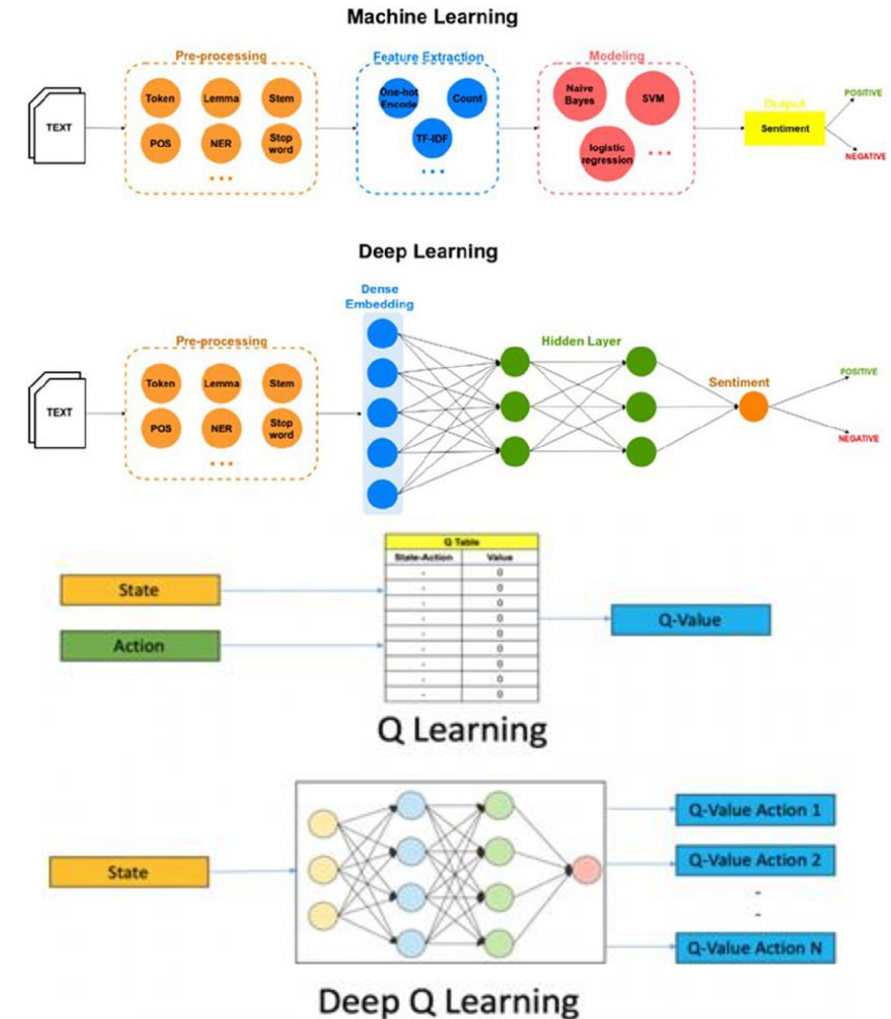 Machine Learning
Pre-processing
Feature Extraction
Modeling
TEXT
Token
Lemma
Stem
POS
NER
Stop
word
...
One-hot
Encode
Count
TF-IDF
...
Naive
Bayes
SVM
logistic
regression
...
Output
Sentiment
POSITIVE
NEGATIVE
Deep Learning
Dense
Embedding
Pre-processing
Hidden Layer
TEXT
Token
Lemma
Stem
POS
NER
Stop
word
...
Sentiment
POSITIVE
NEGATIVE
State
Action
Q Table
State-Action Value
- 0
- 0
- 0
- 0
- 0
- 0
- 0
- 0
- 0
Q-Value
Q Learning
State
Q-Value Action 1
Q-Value Action 2
-
-
Q-Value Action N
Deep Q Learning